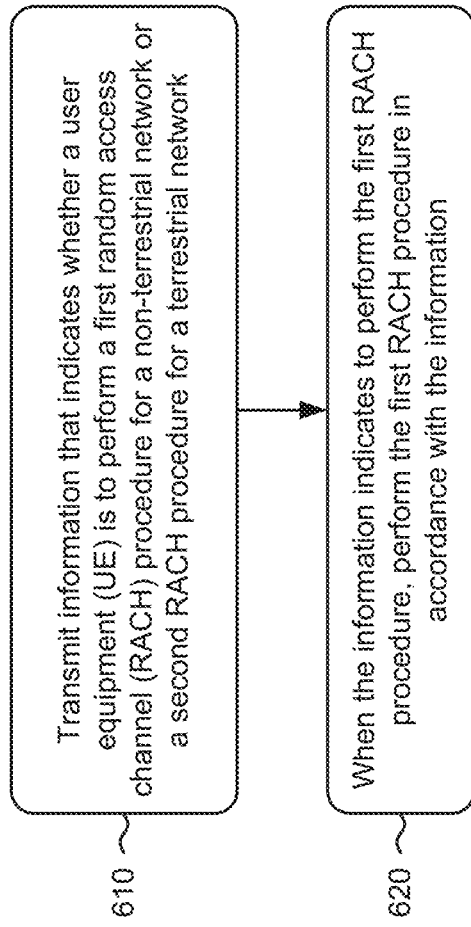 610
Transmit information that indicates whether a user
equipment (UE) is to perform a first random access
channel (RACH) procedure for a non-terrestrial network or
a second RACH procedure for a terrestrial network
620
When the information indicates to perform the first RACH
procedure, perform the first RACH procedure in
accordance with the information